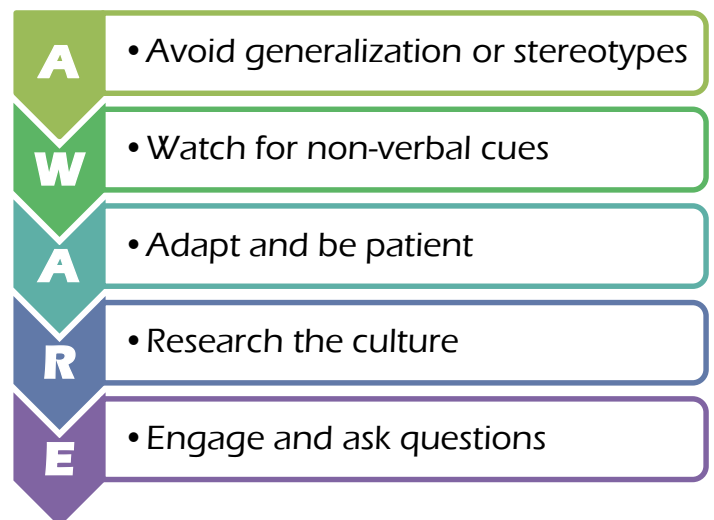 A
• Avoid generalization or stereotypes
W
• Watch for non-verbal cues
A
• Adapt and be patient
R
• Research the culture
E
• Engage and ask questions